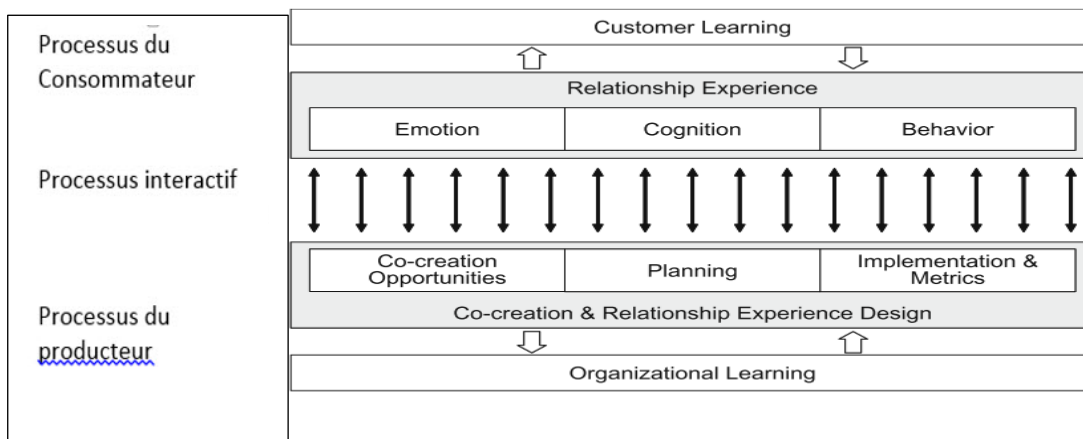 Customer Learning
Processus du
Consommateur
Relationship Experience
Emotion
Cognition
Behavior
Processus interactif
Co-creation
Opportunities
Planning
Implementation &
Metrics
Co-creation & Relationship Experience Design
Processus du
producteur
Organizational Learning